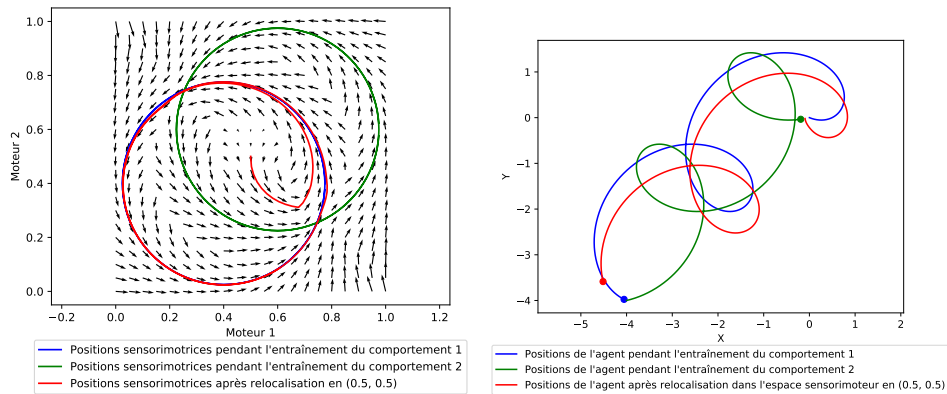 1.0
0.8
0.6
0.4
0.2
0.0
Moteur 2
−0.2 0.0 0.2 0.4 0.6 0.8 1.0 1.2
Moteur 1
Positions sensorimotrices pendant l'entraînement du comportement 1
Positions sensorimotrices pendant l'entraînement du comportement 2
Positions sensorimotrices après relocalisation en (0.5, 0.5)
1
0
−1
−2
−3
−4
Y
−5 −4 −3 −2 −1 0 1 2
X
Positions de l'agent pendant l'entraînement du comportement 1
Positions de l'agent pendant l'entraînement du comportement 2
Positions de l'agent après relocalisation dans l'espace sensorimoteur en (0.5, 0.5)